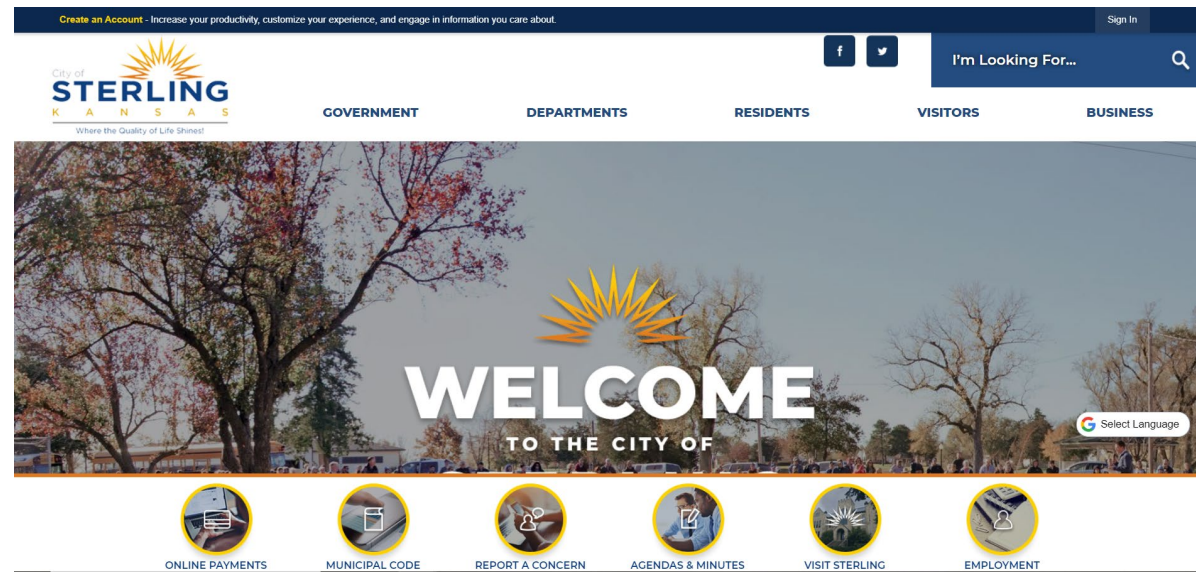 Create an Account - Increase your productivity, customize your experience, and engage in information you care about.
Sign In
f
I'm Looking For...
City of
STERLING
KANSAS
Where the Quality of Life Shines!
GOVERNMENT DEPARTMENTS RESIDENTS VISITORS BUSINESS
WELCOME
TO THE CITY OF
G Select Language
ONLINE PAYMENTS MUNICIPAL CODE REPORT A CONCERN AGENDAS & MINUTES VISIT STERLING EMPLOYMENT